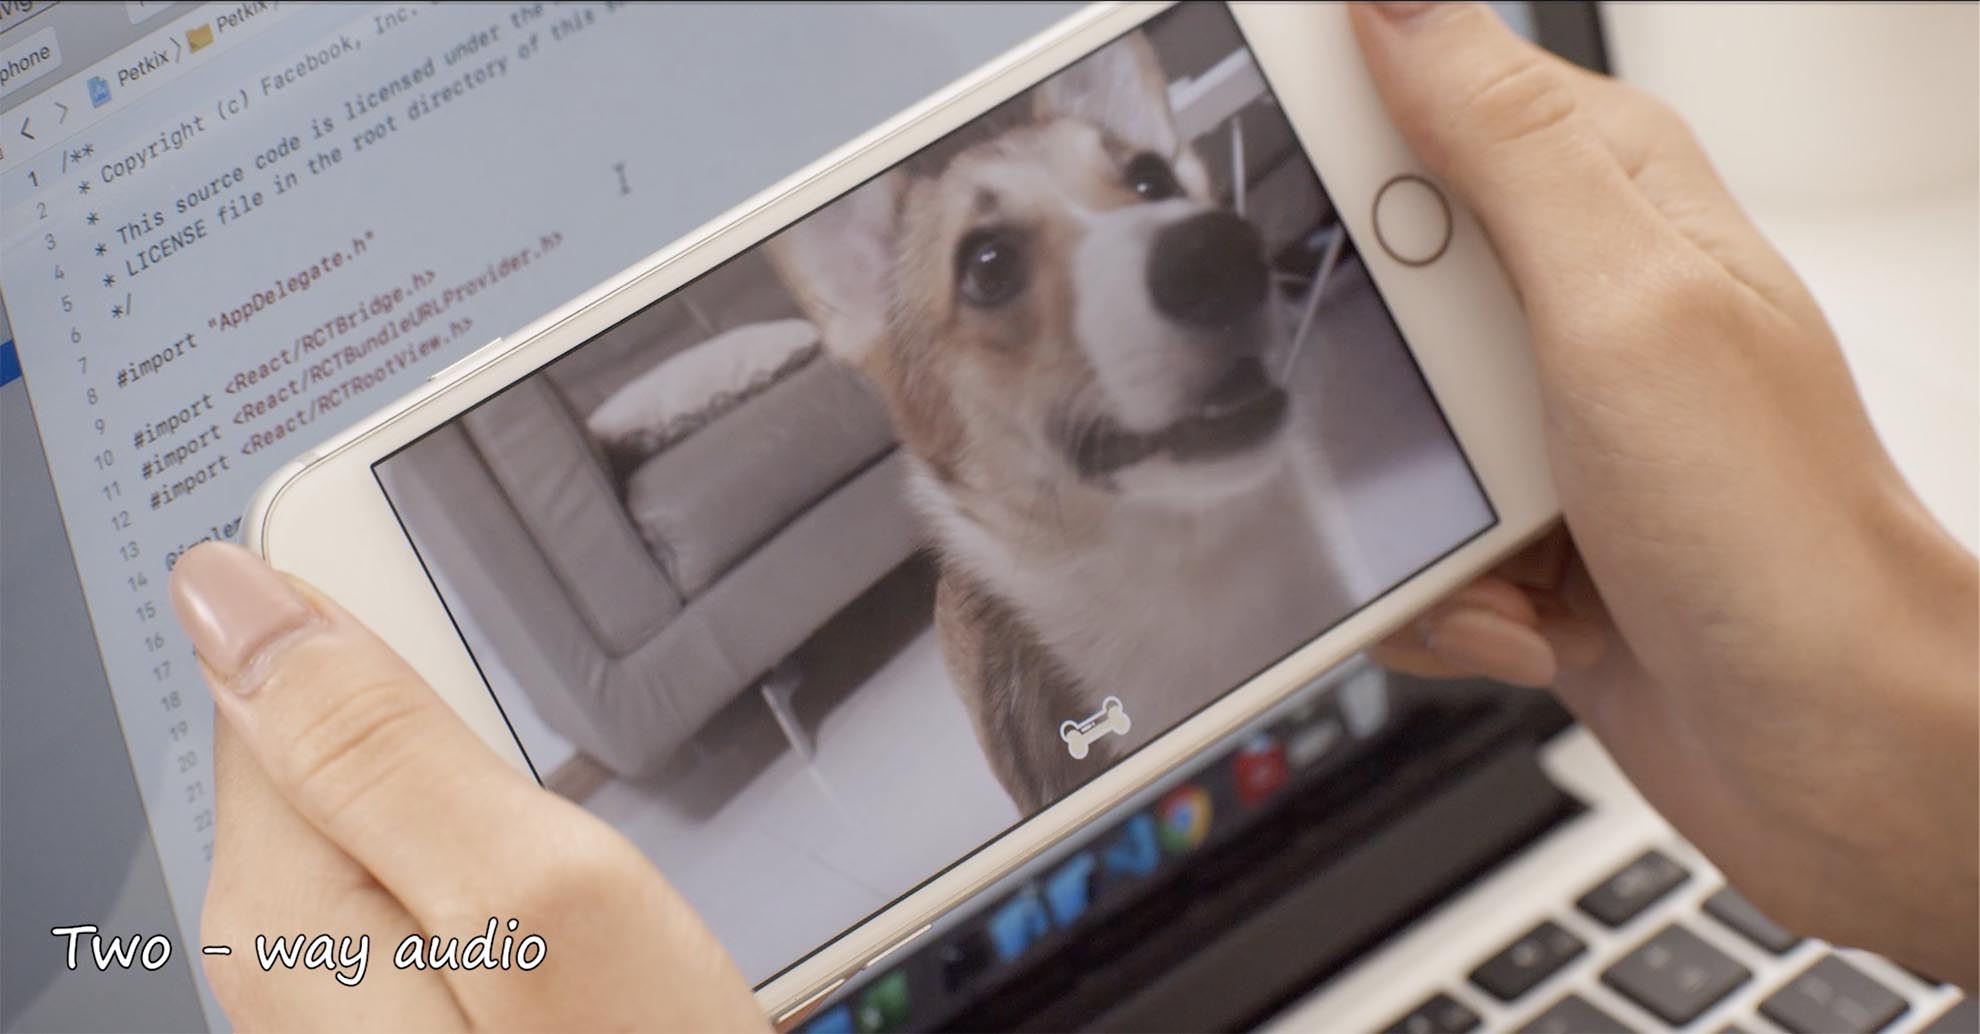 phone
Petkix
Petkix
1 /**
2 * Copyright (c) Facebook, Inc.
3 *
4 * This source code is licensed under the
5 * LICENSE file in the root directory of this
6 */
7
8 #import "AppDelegate.h"
9
10 #import <React/RCTBridge.h>
11 #import <React/RCTBundleURLProvider.h>
12 #import <React/RCTRootView.h>
13
14
15
16
17
18
19
20
21
22
Two - way audio